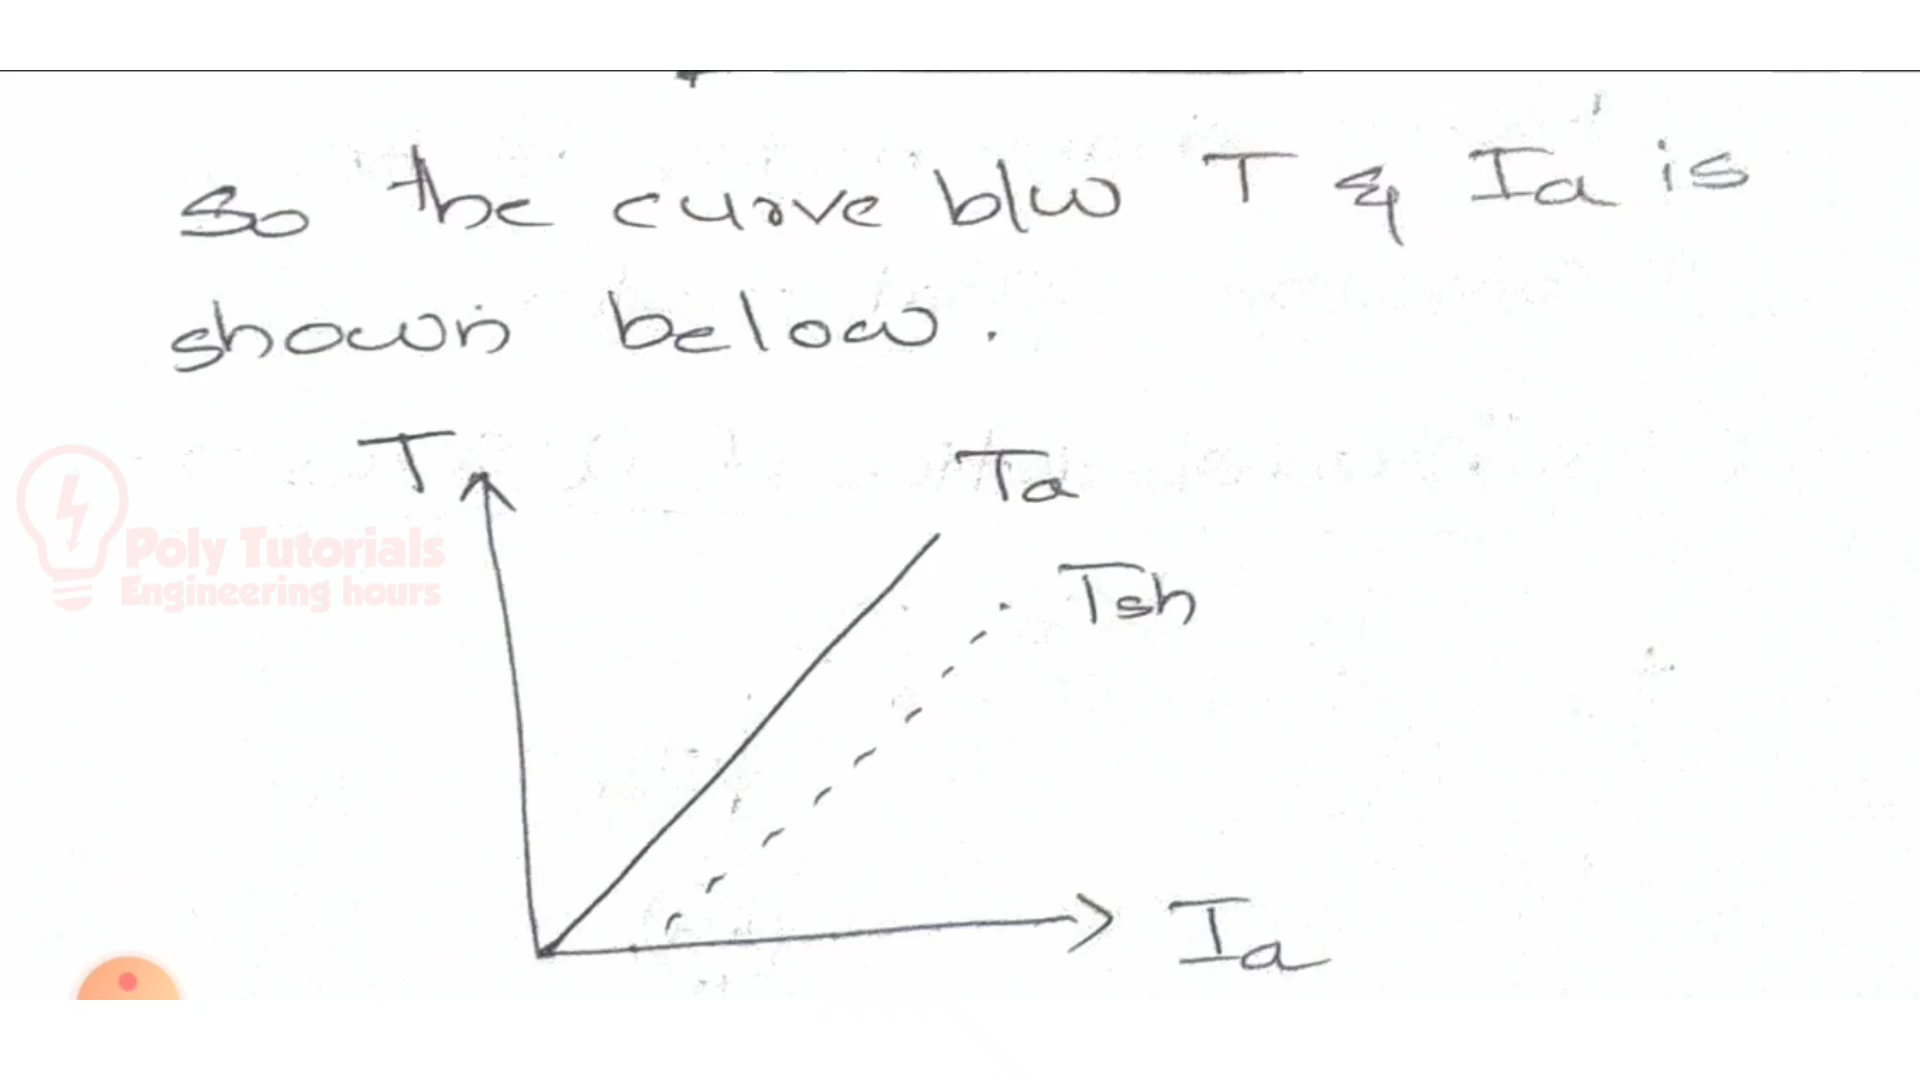 So the curve b/w T & Ia is
shown below.
T
Ta
Tsh
Poly Tutorials
Engineering hours
Ia